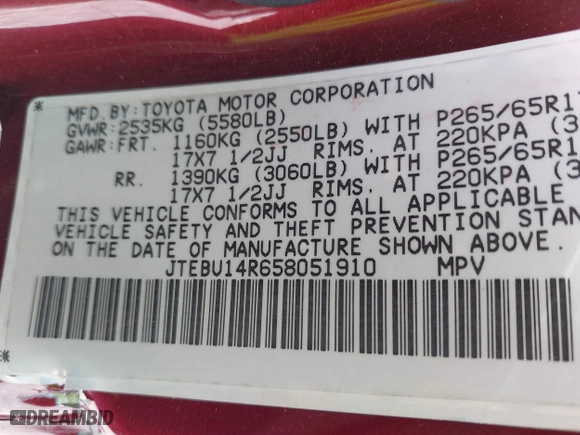 MFD.BY:TOYOTA MOTOR CORPORATION
GVWR:2535KG (5580LB)
GAWR:FRT. 1160KG (2550LB) WITH P265/65R1
17X7 1/2JJ RIMS. AT 220KPA (3
RR. 1390KG (3060LB) WITH P265/65R1
17X7 1/2JJ RIMS. AT 220KPA (3
THIS VEHICLE CONFORMS TO ALL APPLICABLE
VEHICLE SAFETY AND THEFT PREVENTION STAN
ON THE DATE OF MANUFACTURE SHOWN ABOVE.
JTEBU14R658051910 MPV
DREAMBID